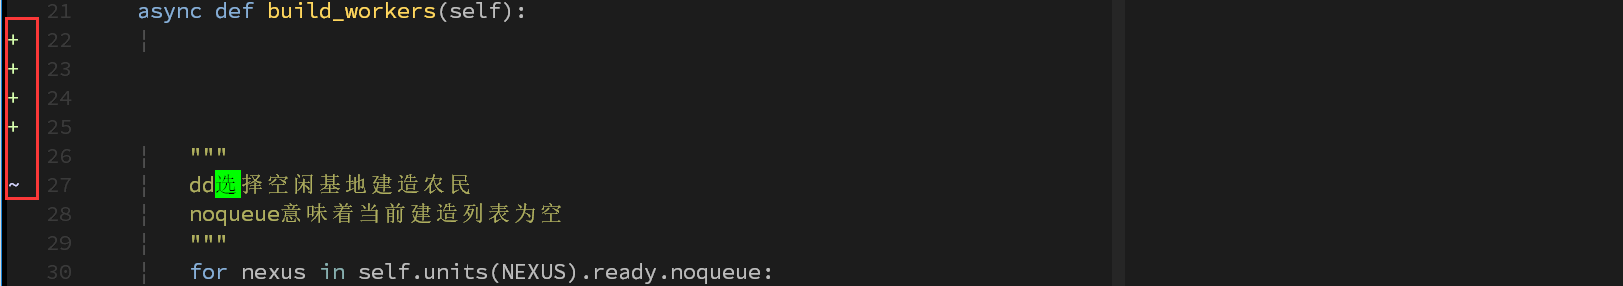 21 async def build_workers(self):
+ 22 ¦
+ 23
+ 24
+ 25
26 ¦ """
~ 27 ¦ dd选择空闲基地建造农民
28 ¦ noqueue意味着当前建造列表为空
29 ¦ """
30 ¦ for nexus in self.units(NEXUS).ready.noqueue: